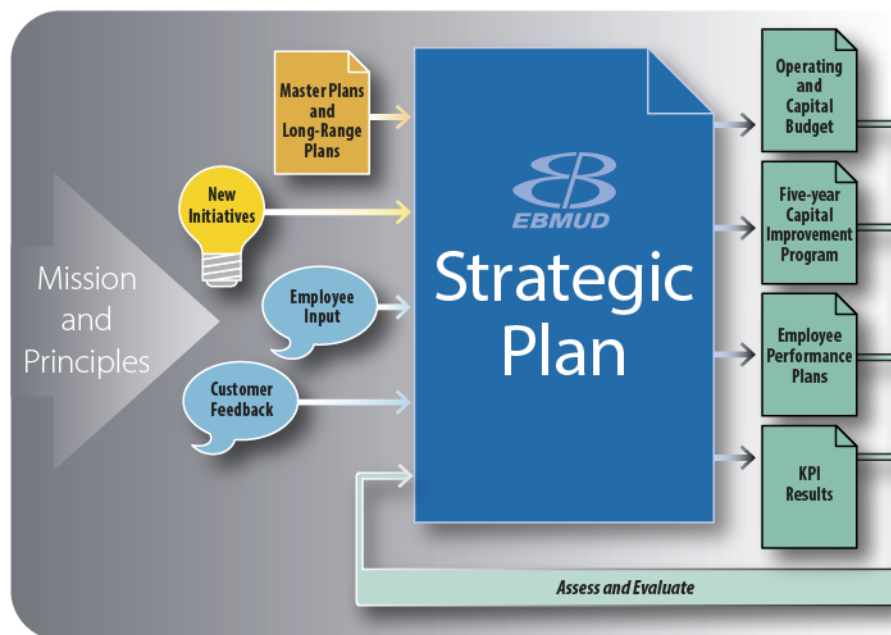 Mission
and
Principles
Master Plans
and
Long-Range
Plans
New
Initiatives
Employee
Input
Customer
Feedback
EBMUD
Strategic
Plan
Operating
and
Capital
Budget
Five-year
Capital
Improvement
Program
Employee
Performance
Plans
KPI
Results
Assess and Evaluate